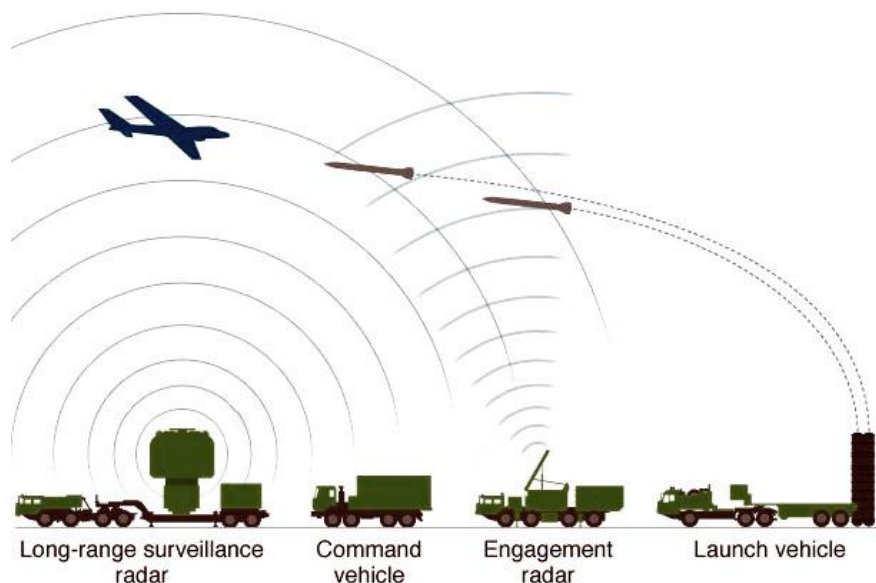 Long-range surveillance
radar
Command
vehicle
Engagement
radar
Launch vehicle